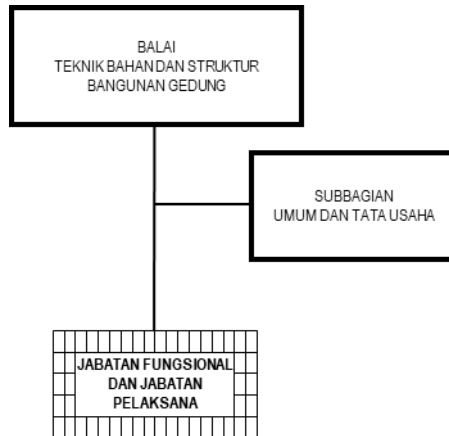 BALAI
TEKNIK BAHAN DAN STRUKTUR
BANGUNAN GEDUNG
SUBBAGIAN
UMUM DAN TATA USAHA
JABATAN FUNGSIONAL
DAN JABATAN
PELAKSANA